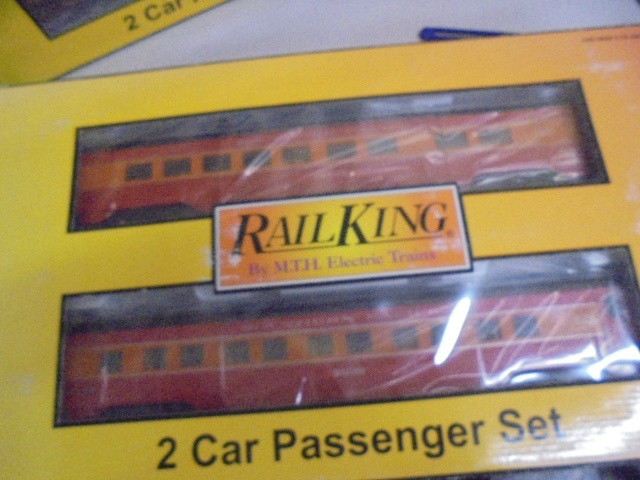 2 Car
RAILKING®
By M.T.H. Electric Trains
2 Car Passenger Set